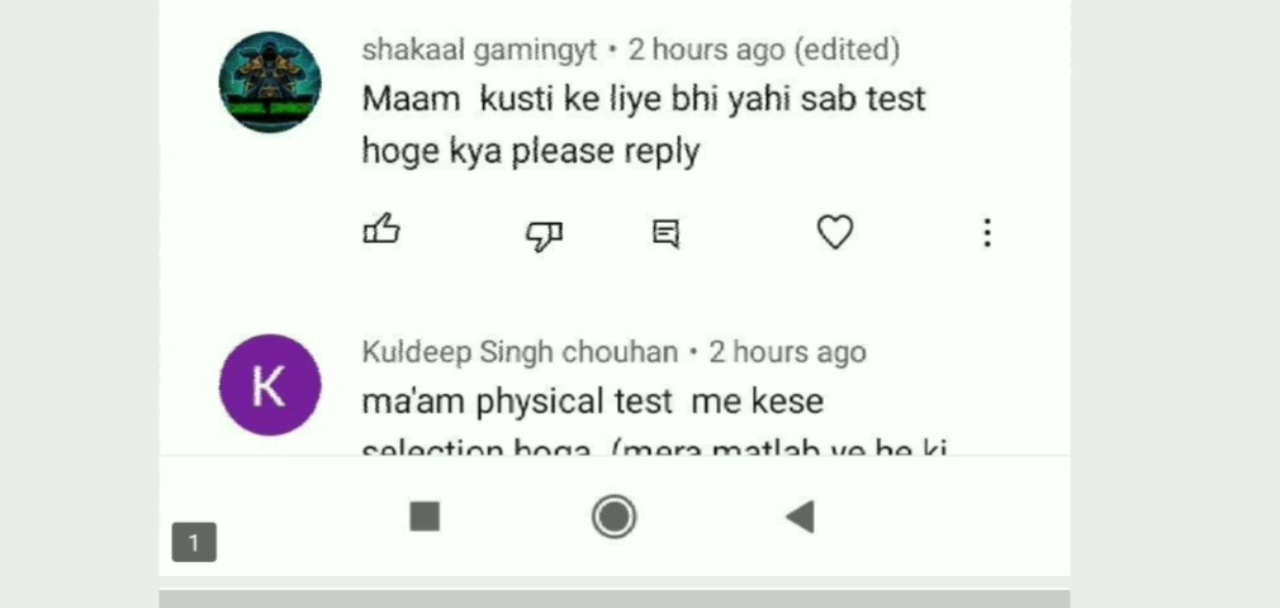 shakaal gamingyt • 2 hours ago (edited)
Maam kusti ke liye bhi yahi sab test
hoge kya please reply
K
Kuldeep Singh chouhan • 2 hours ago
ma'am physical test me kese
selection hoga (mera matlab ye he ki
1